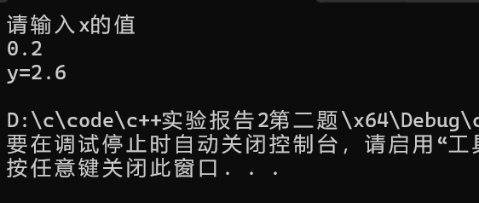 请输入x的值
0.2
y=2.6
D:\c\code\c++实验报告2第二题\x64\Debug\
要在调试停止时自动关闭控制台，请启用“工具
按任意键关闭此窗口. . .